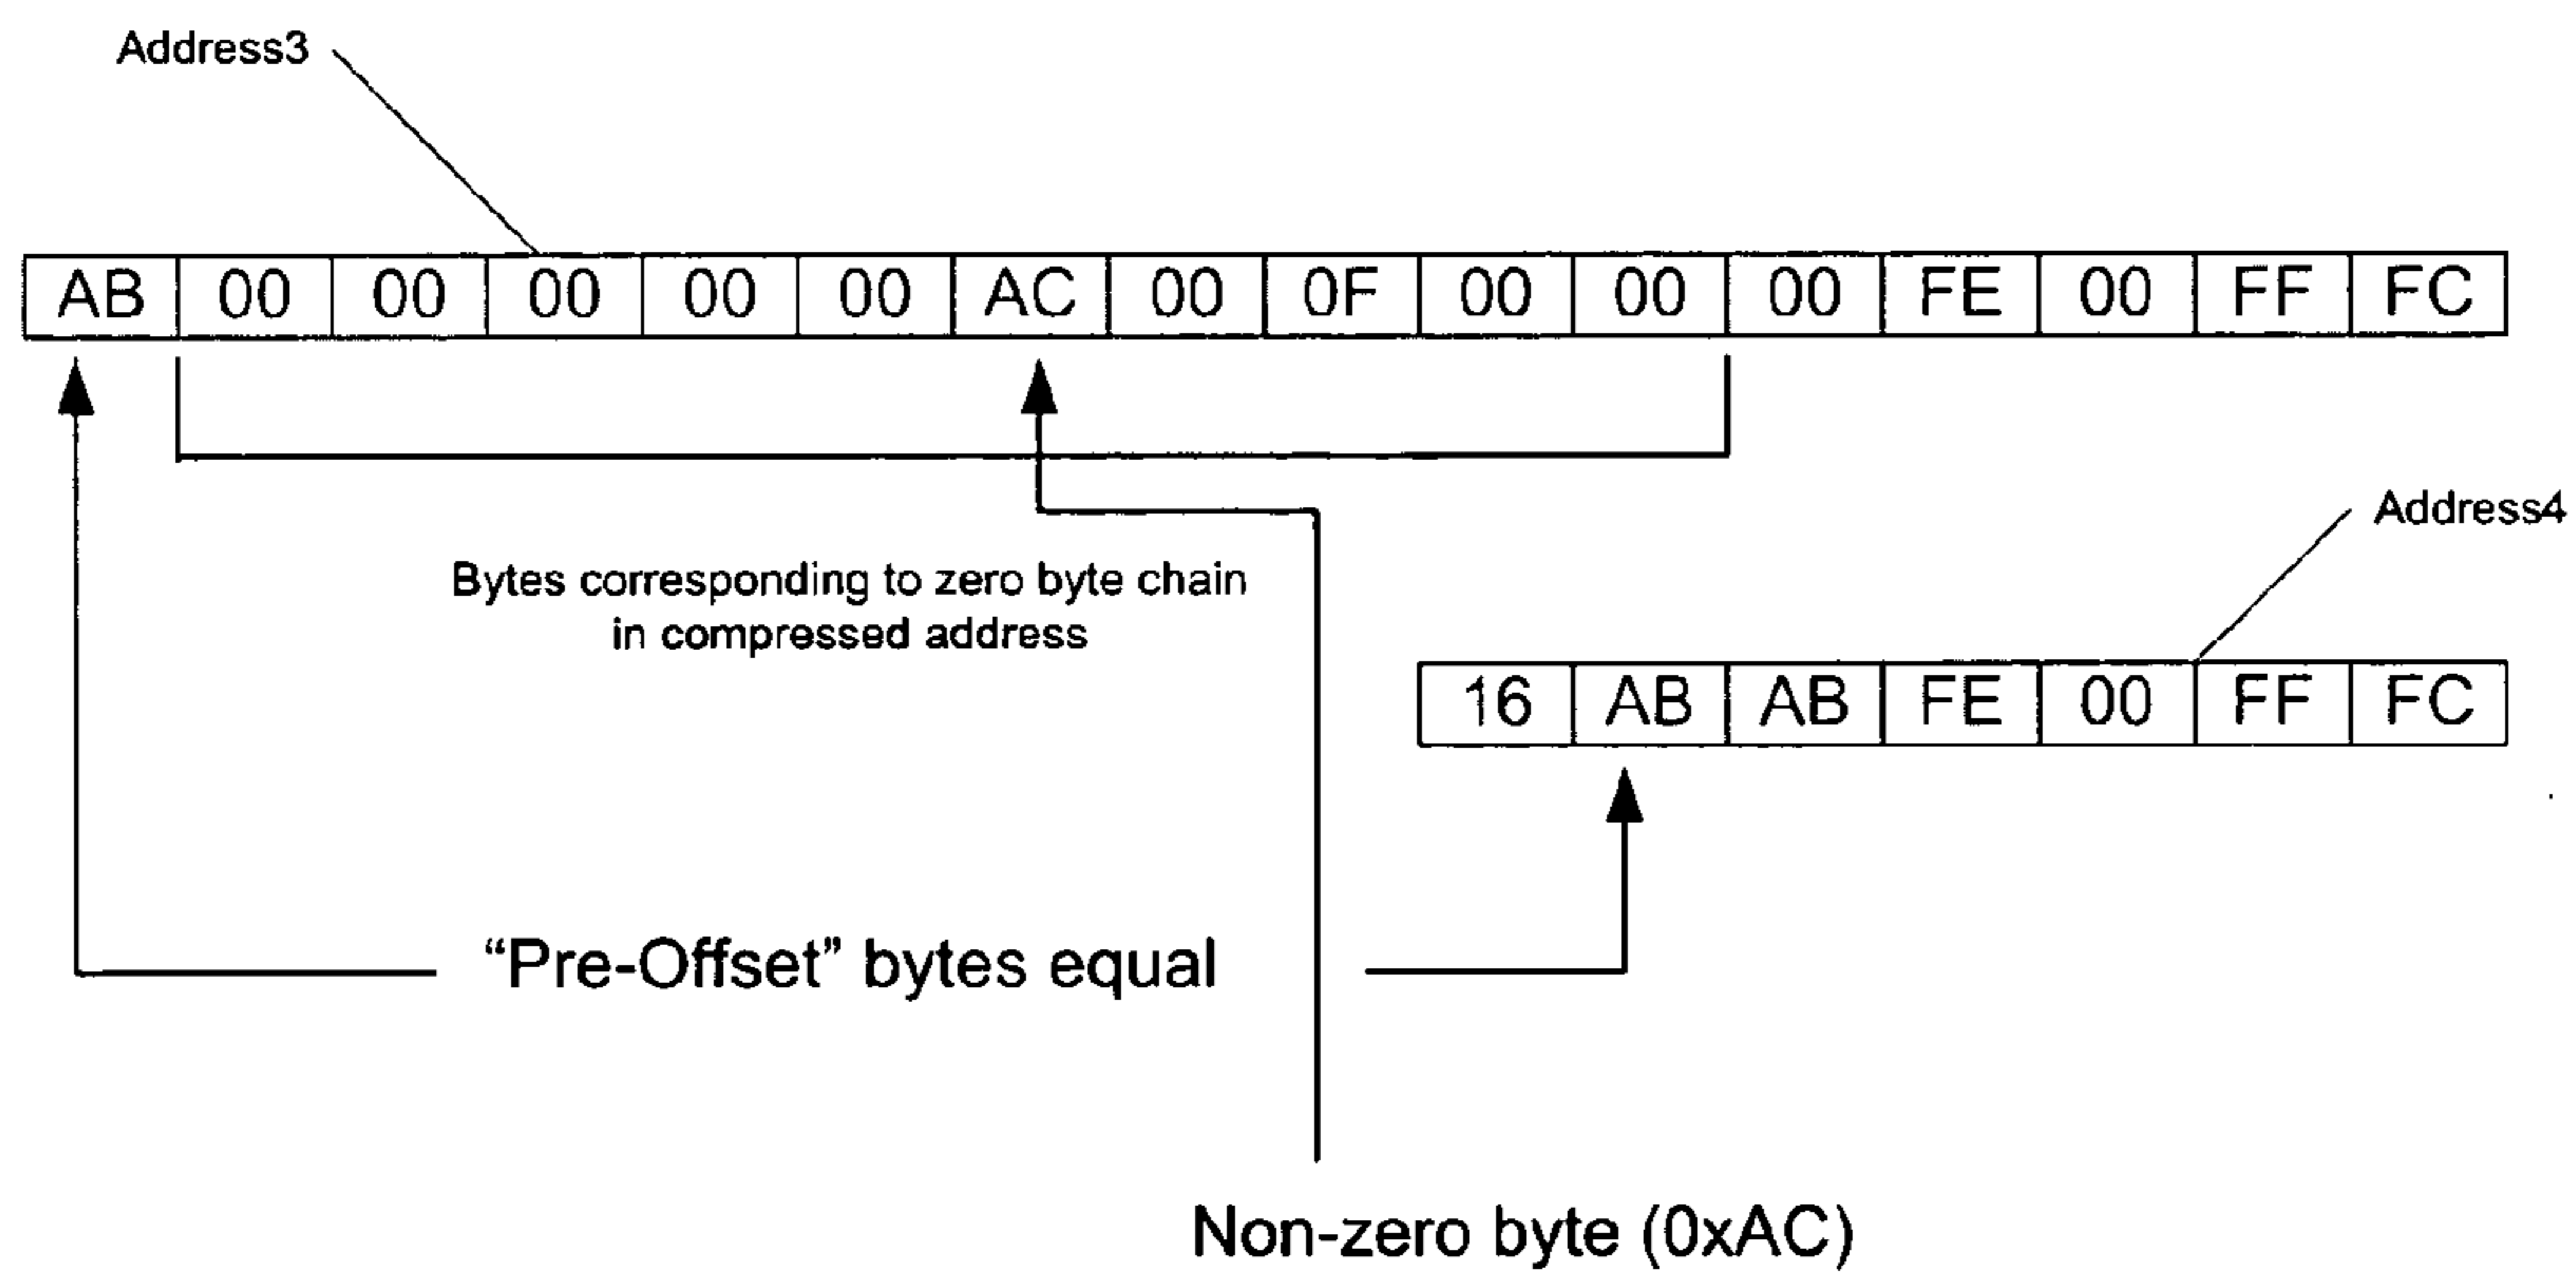 Address3
AB 00 00 00 00 00 AC 00 0F 00 00 00 FE 00 FF FC
Address4
Bytes corresponding to zero byte chain
in compressed address
16 AB AB FE 00 FF FC
“Pre-Offset” bytes equal
Non-zero byte (0xAC)